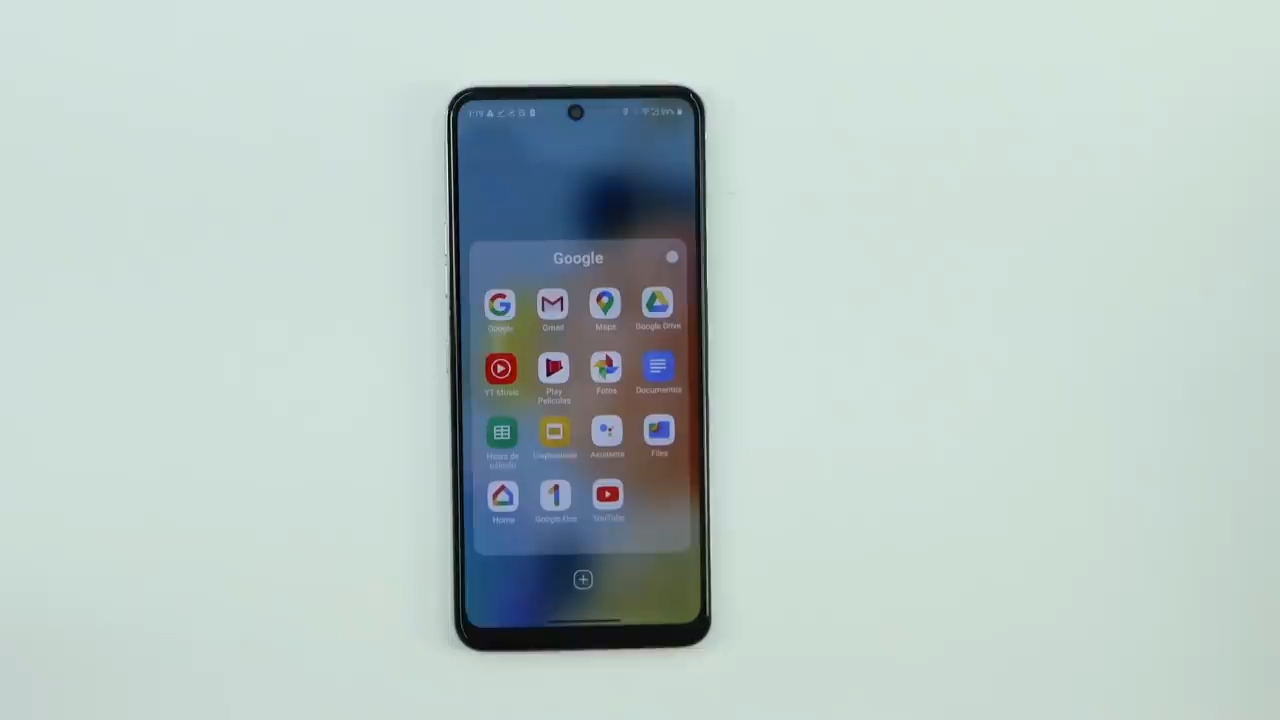 Google
Google
Gmail
Maps
Google Drive
YT Music
Play
Películas
Fotos
Documentos
Hojas de
cálculo
Asistente
Files
Home
Google One
YouTube